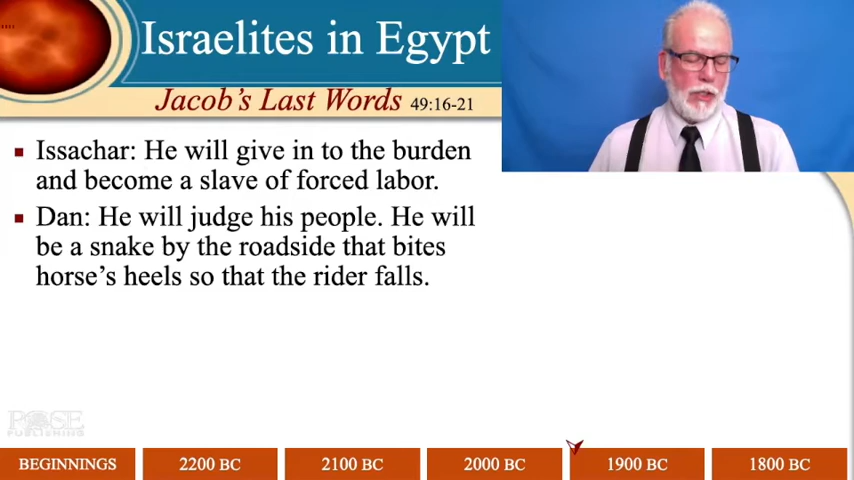 Israelites in Egypt
Jacob's Last Words 49:16-21
▪ Issachar: He will give in to the burden
and become a slave of forced labor.
▪ Dan: He will judge his people. He will
be a snake by the roadside that bites
horse's heels so that the rider falls.
ROSE
PUBLISHING
BEGINNINGS 2200 BC 2100 BC 2000 BC 1900 BC 1800 BC